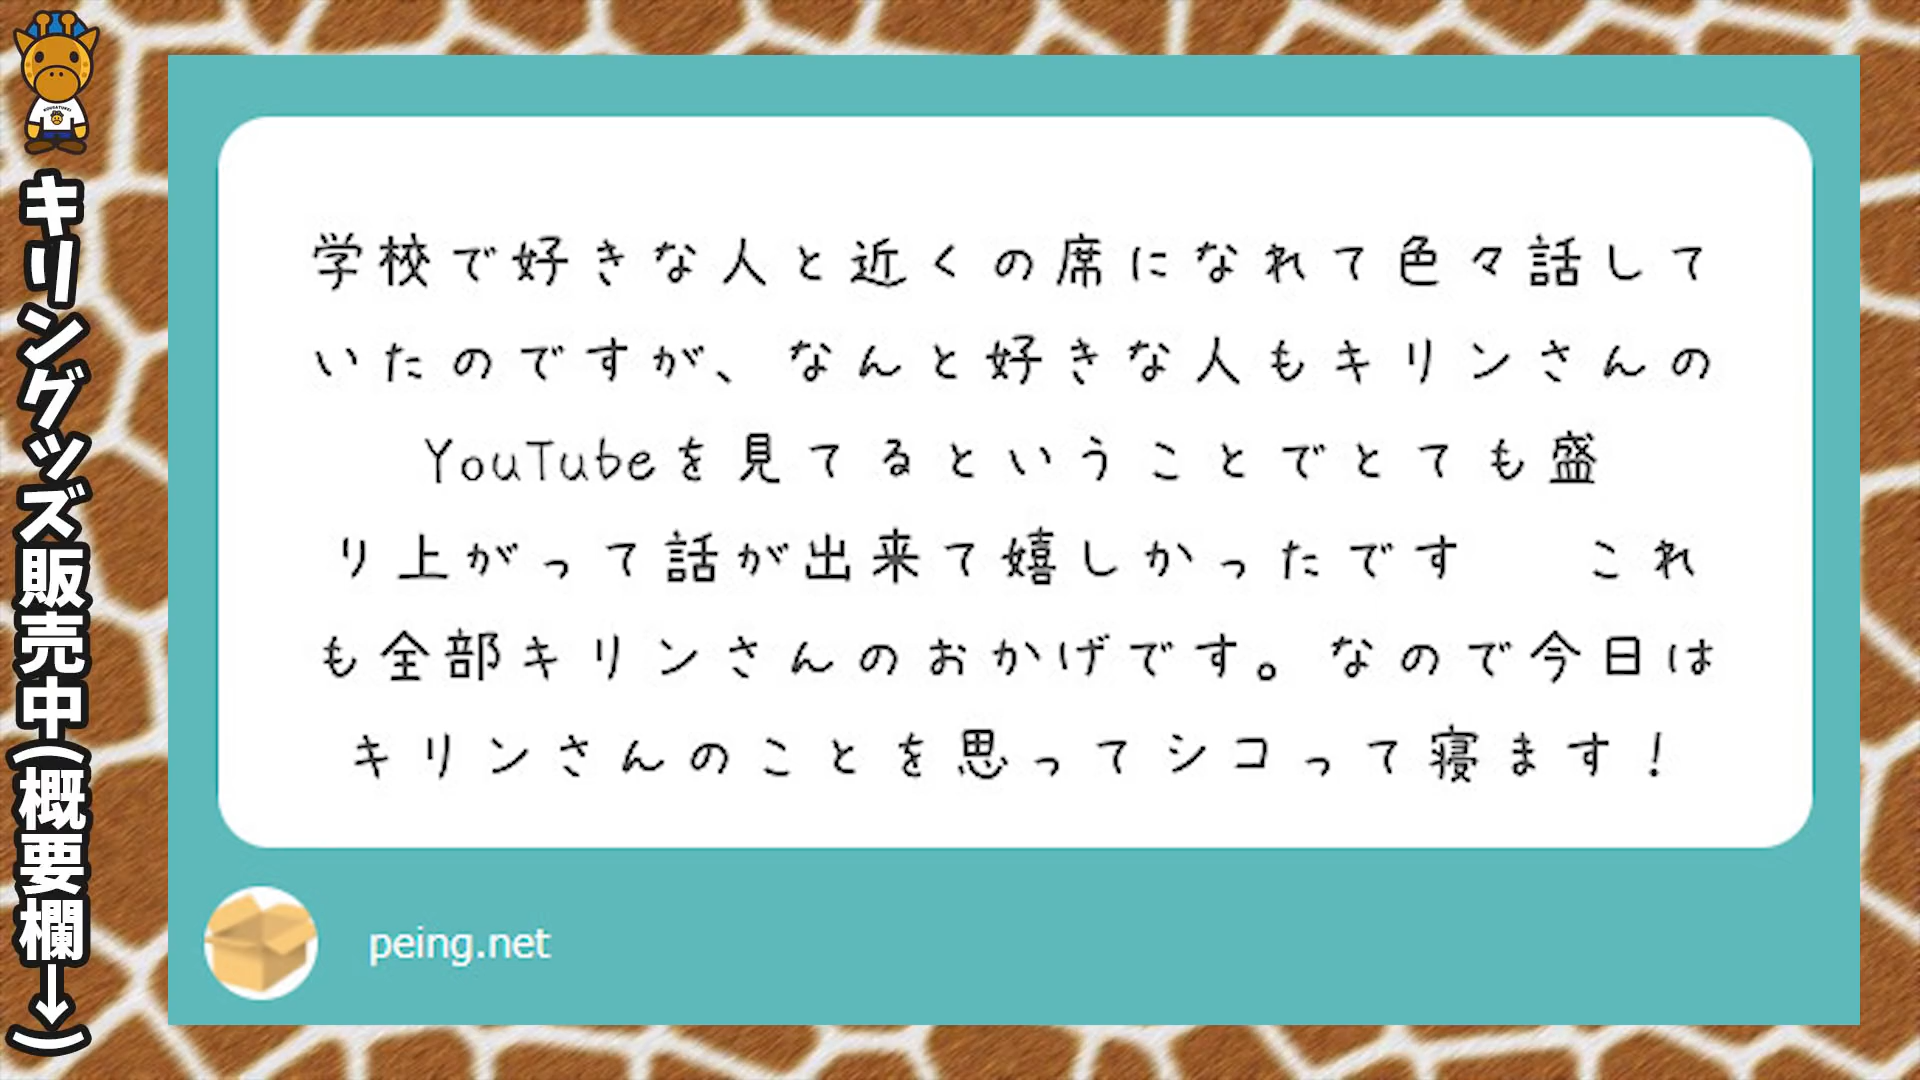 キリングッズ販売中(概要欄↓)
学校で好きな人と近くの席になれて色々話して
いたのですが、なんと好きな人もキリンさんの
YouTubeを見てるということでとても盛
り上がって話が出来て嬉しかったです　これ
も全部キリンさんのおかげです。なので今日は
キリンさんのことを思ってシコって寝ます！
peing.net